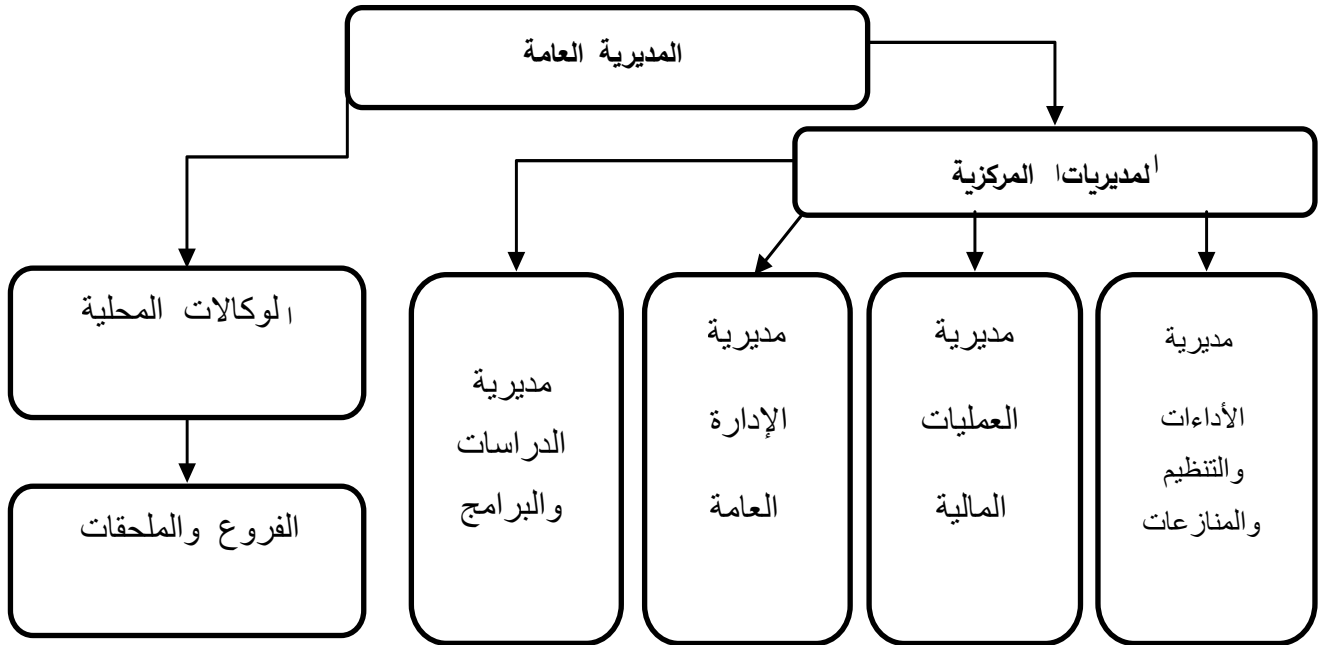 المديرية العامة
المديريات المركزية
مديرية
الأداءات
والتنظيم
والمنازعات
مديرية
العمليات
المالية
مديرية
الإدارة
العامة
مديرية
الدراسات
والبرامج
الوكالات المحلية
الفروع والملحقات